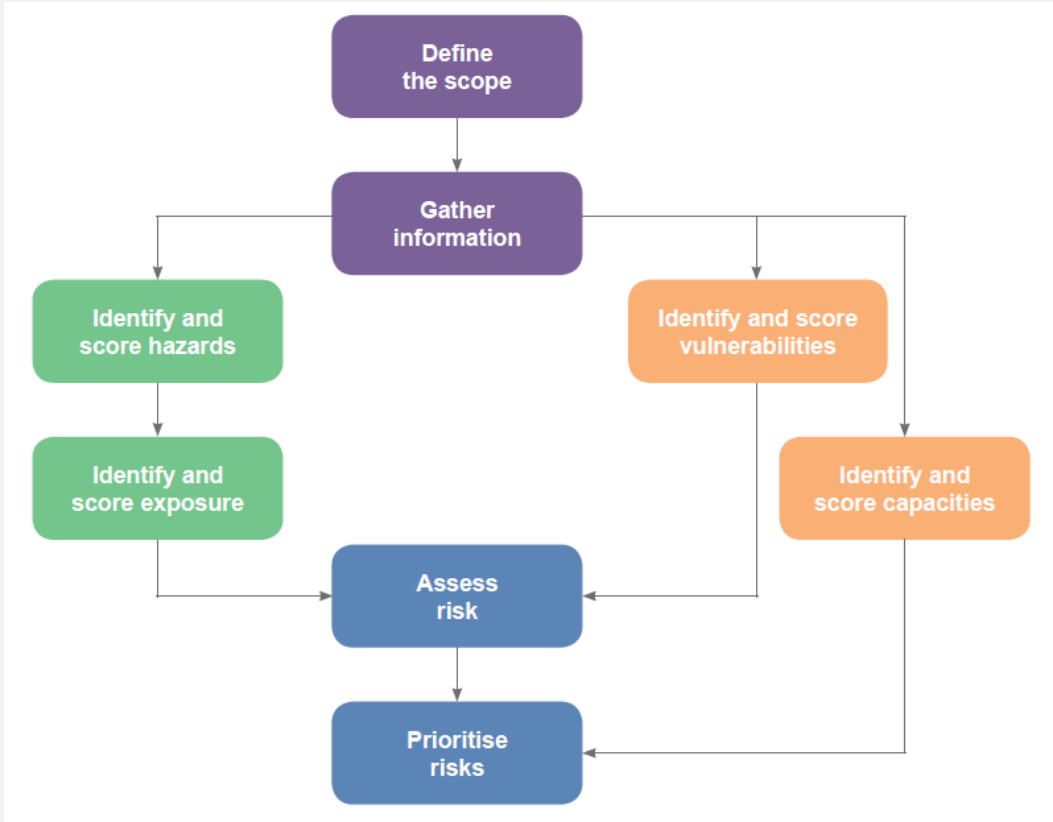 Define
the scope
Gather
information
Identify and
score hazards
Identify and score
vulnerabilities
Identify and
score exposure
Identify and
score capacities
Assess
risk
Prioritise
risks